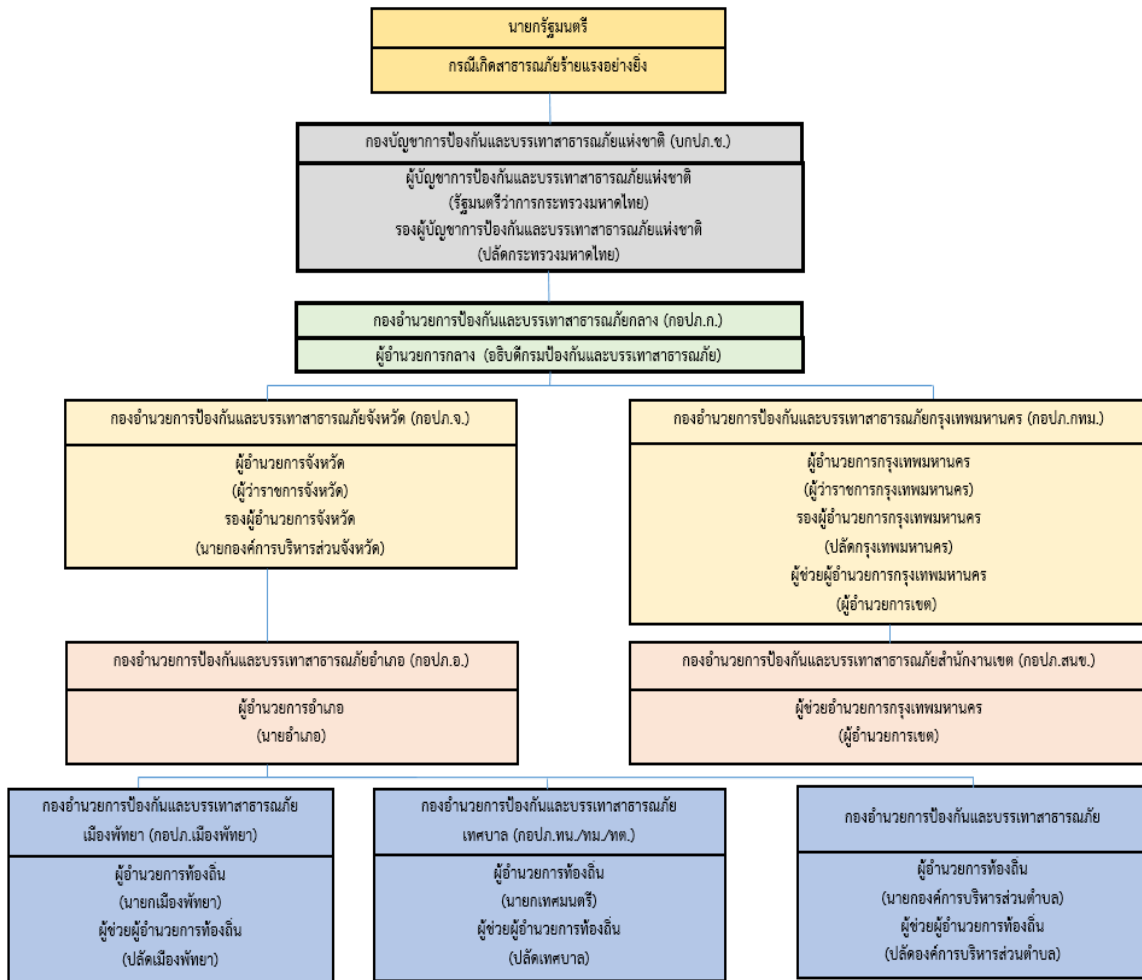 นายกรัฐมนตรี
กรณีเกิดสาธารณภัยร้ายแรงอย่างยิ่ง
กองบัญชาการป้องกันและบรรเทาสาธารณภัยแห่งชาติ (บกปภ.ช.)
ผู้บัญชาการป้องกันและบรรเทาสาธารณภัยแห่งชาติ
(รัฐมนตรีว่าการกระทรวงมหาดไทย)
รองผู้บัญชาการป้องกันและบรรเทาสาธารณภัยแห่งชาติ
(ปลัดกระทรวงมหาดไทย)
กองอำนวยการป้องกันและบรรเทาสาธารณภัยกลาง (กอปภ.ก.)
ผู้อำนวยการกลาง (อธิบดีกรมป้องกันและบรรเทาสาธารณภัย)
กองอำนวยการป้องกันและบรรเทาสาธารณภัยจังหวัด (กอปภ.จ.)
ผู้อำนวยการจังหวัด
(ผู้ว่าราชการจังหวัด)
รองผู้อำนวยการจังหวัด
(นายกองค์การบริหารส่วนจังหวัด)
กองอำนวยการป้องกันและบรรเทาสาธารณภัยกรุงเทพมหานคร (กอปภ.กทม.)
ผู้อำนวยการกรุงเทพมหานคร
(ผู้ว่าราชการกรุงเทพมหานคร)
รองผู้อำนวยการกรุงเทพมหานคร
(ปลัดกรุงเทพมหานคร)
ผู้ช่วยผู้อำนวยการกรุงเทพมหานคร
(ผู้อำนวยการเขต)
กองอำนวยการป้องกันและบรรเทาสาธารณภัยอำเภอ (กอปภ.อ.)
ผู้อำนวยการอำเภอ
(นายอำเภอ)
กองอำนวยการป้องกันและบรรเทาสาธารณภัยสำนักงานเขต (กอปภ.สนข.)
ผู้ช่วยอำนวยการกรุงเทพมหานคร
(ผู้อำนวยการเขต)
กองอำนวยการป้องกันและบรรเทาสาธารณภัย
เมืองพัทยา (กอปภ.เมืองพัทยา)
ผู้อำนวยการท้องถิ่น
(นายกเมืองพัทยา)
ผู้ช่วยผู้อำนวยการท้องถิ่น
(ปลัดเมืองพัทยา)
กองอำนวยการป้องกันและบรรเทาสาธารณภัย
เทศบาล (กอปภ.ทน./ทม./ทต.)
ผู้อำนวยการท้องถิ่น
(นายกเทศมนตรี)
ผู้ช่วยผู้อำนวยการท้องถิ่น
(ปลัดเทศบาล)
กองอำนวยการป้องกันและบรรเทาสาธารณภัย
ผู้อำนวยการท้องถิ่น
(นายกองค์การบริหารส่วนตำบล)
ผู้ช่วยผู้อำนวยการท้องถิ่น
(ปลัดองค์การบริหารส่วนตำบล)